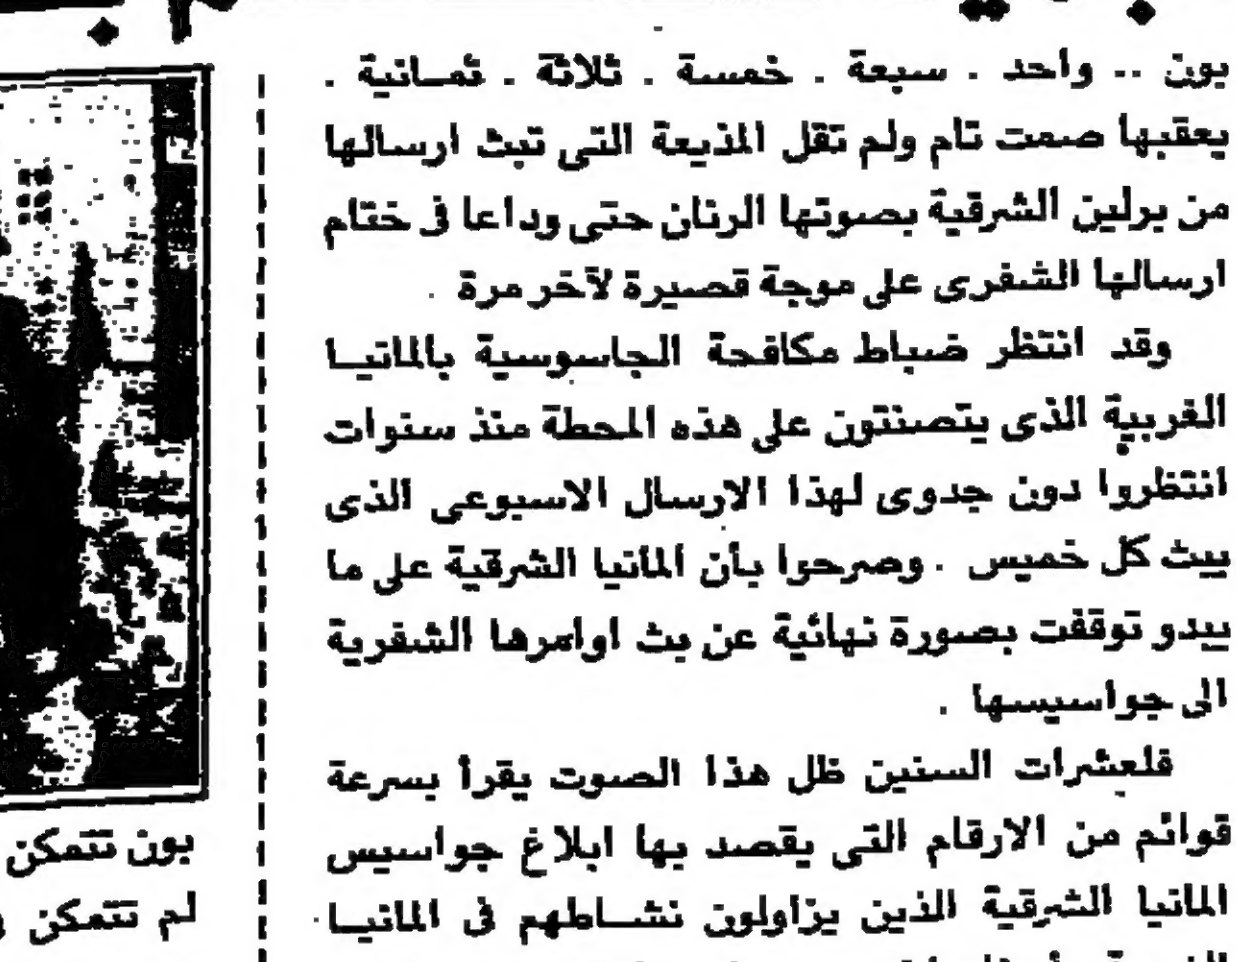 بون .. واحد . سبعة . خمسة . ثلاثة . ثمـانية .
يعقبها صمت تام ولم تقل المذيعة التى تبث ارسالها
من برلين الشرقية بصوتها الرنان حتى وداعا فى ختام
ارسالها الشفرى على موجة قصيرة لآخر مرة .
وقد انتظر ضباط مكافحة الجاسوسية بالمانيـا
الغربية الذى يتصنتون على هذه المحطة منذ سنوات
انتظروا دون جدوى لهذا الارسال الاسبوعى الذى
يبث كل خميس . وصرحوا بأن المانيا الشرقية على ما
يبدو توقفت بصورة نهائية عن بث اوامرها الشفرية
الى جواسيسها .
فلعشرات السنين ظل هذا الصوت يقرأ بسرعة
قوائم من الارقام التى يقصد بها ابلاغ جواسيس
المانيا الشرقية الذين يزاولون نشـاطهم فى المانيـا
بون تتمكن
لم تتمكن